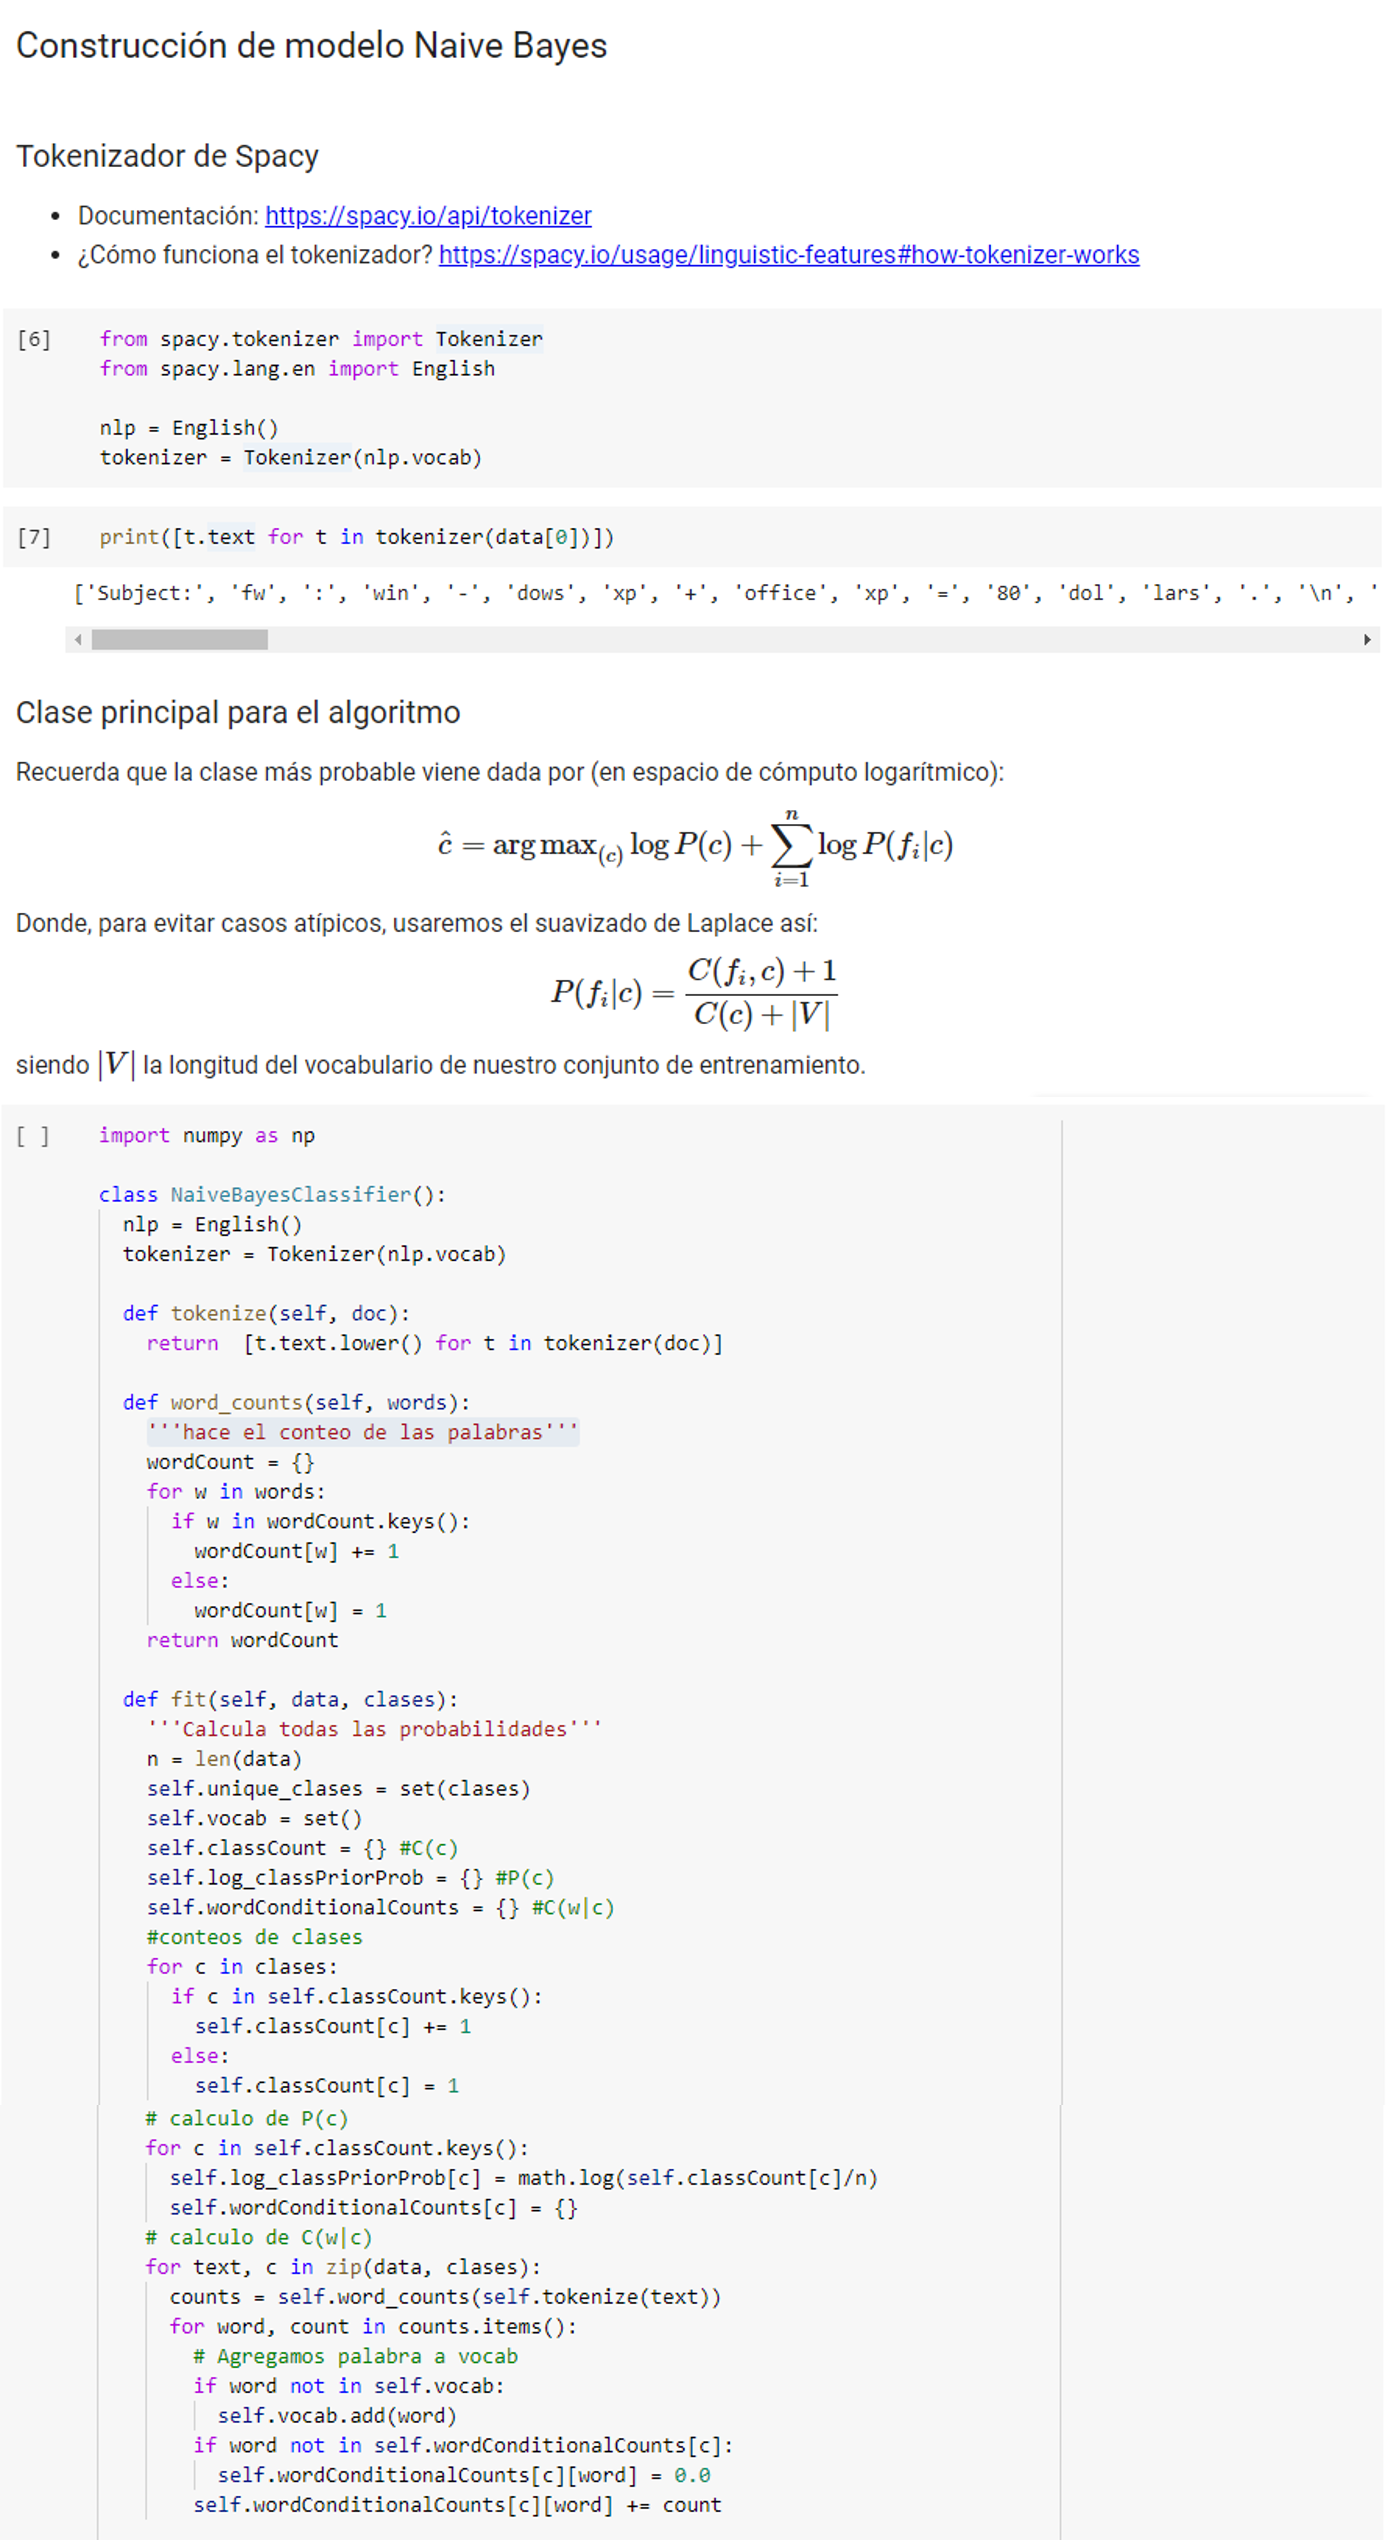 Construcción de modelo Naive Bayes
Tokenizador de Spacy
• Documentación: https://spacy.io/api/tokenizer
• ¿Cómo funciona el tokenizador? https://spacy.io/usage/linguistic-features#how-tokenizer-works
[6] from spacy.tokenizer import Tokenizer
from spacy.lang.en import English
nlp = English()
tokenizer = Tokenizer(nlp.vocab)
[7] print([t.text for t in tokenizer(data[0])])
['Subject:', 'fw', ':', 'win', '-', 'dows', 'xp', '+', 'office', 'xp', '=', '80', 'dol', 'lars', '.', '\n', '
Clase principal para el algoritmo
Recuerda que la clase más probable viene dada por (en espacio de cómputo logarítmico):
ĉ = arg max_(c) log P(c) + ∑_{i=1}^{n} log P(f_i|c)
Donde, para evitar casos atípicos, usaremos el suavizado de Laplace así:
P(f_i|c) = (C(f_i, c) + 1) / (C(c) + |V|)
siendo |V| la longitud del vocabulario de nuestro conjunto de entrenamiento.
[ ] import numpy as np
class NaiveBayesClassifier():
nlp = English()
tokenizer = Tokenizer(nlp.vocab)
def tokenize(self, doc):
return  [t.text.lower() for t in tokenizer(doc)]
def word_counts(self, words):
'''hace el conteo de las palabras'''
wordCount = {}
for w in words:
if w in wordCount.keys():
wordCount[w] += 1
else:
wordCount[w] = 1
return wordCount
def fit(self, data, clases):
'''Calcula todas las probabilidades'''
n = len(data)
self.unique_clases = set(clases)
self.vocab = set()
self.classCount = {} #C(c)
self.log_classPriorProb = {} #P(c)
self.wordConditionalCounts = {} #C(w|c)
#conteos de clases
for c in clases:
if c in self.classCount.keys():
self.classCount[c] += 1
else:
self.classCount[c] = 1
# calculo de P(c)
for c in self.classCount.keys():
self.log_classPriorProb[c] = math.log(self.classCount[c]/n)
self.wordConditionalCounts[c] = {}
# calculo de C(w|c)
for text, c in zip(data, clases):
counts = self.word_counts(self.tokenize(text))
for word, count in counts.items():
# Agregamos palabra a vocab
if word not in self.vocab:
self.vocab.add(word)
if word not in self.wordConditionalCounts[c]:
self.wordConditionalCounts[c][word] = 0.0
self.wordConditionalCounts[c][word] += count